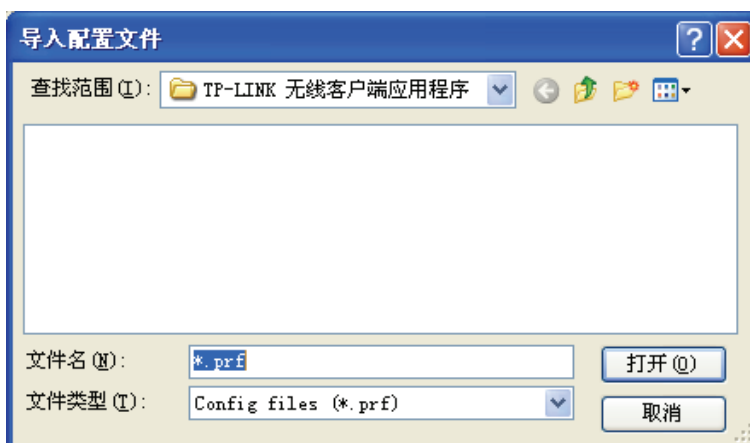 导入配置文件
查找范围(I): TP-LINK 无线客户端应用程序
文件名(N): *.prf 打开(O)
文件类型(T): Config files (*.prf) 取消